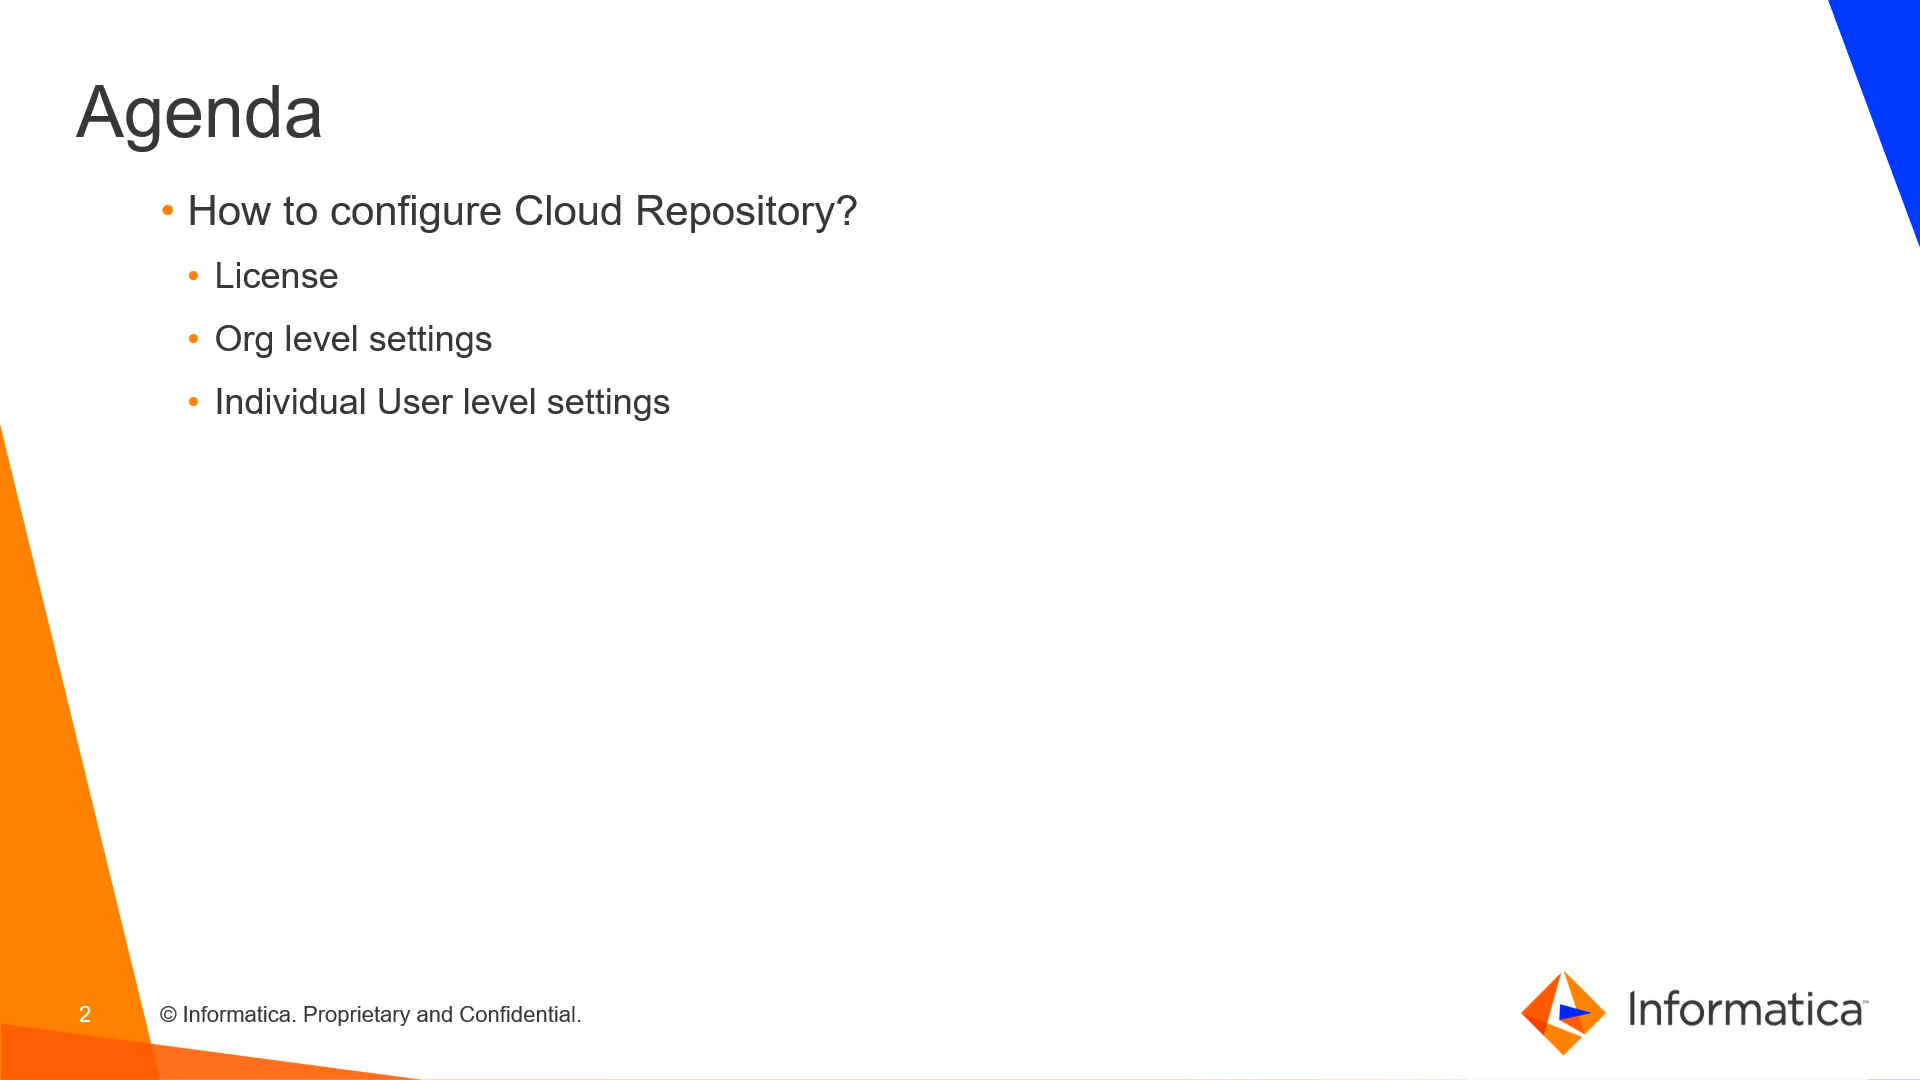 Agenda
• How to configure Cloud Repository?
• License
• Org level settings
• Individual User level settings
2
© Informatica. Proprietary and Confidential.
Informatica™